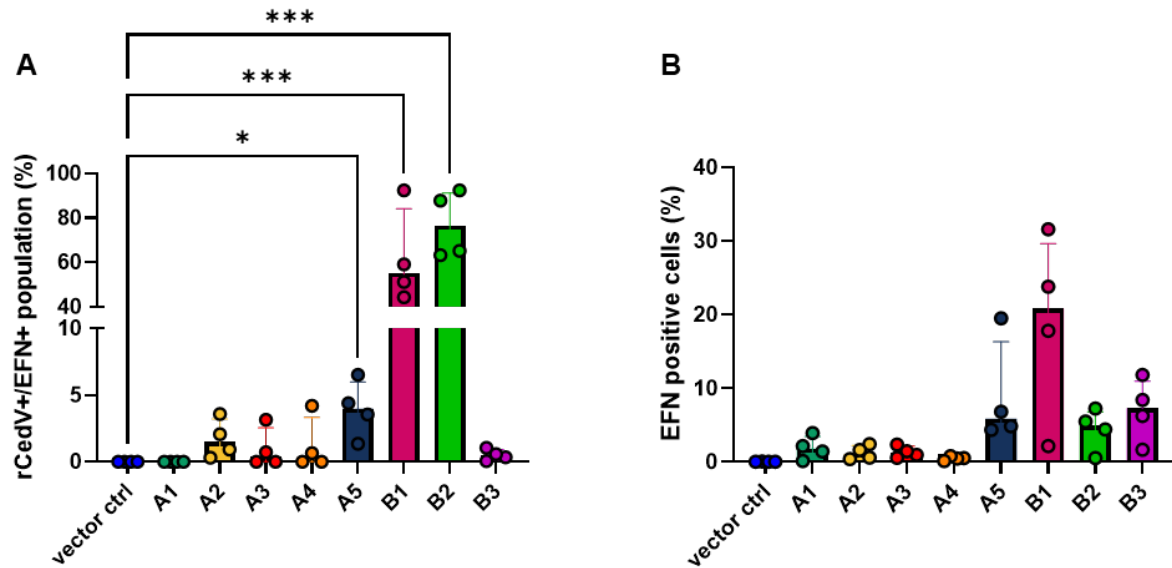 A
***
***
*
rCedV+/EFN+ population (%)
100
80
60
40
10
5
0
vector ctrl
A1
A2
A3
A4
A5
B1
B2
B3
B
EFN positive cells (%)
40
30
20
10
0
vector ctrl
A1
A2
A3
A4
A5
B1
B2
B3